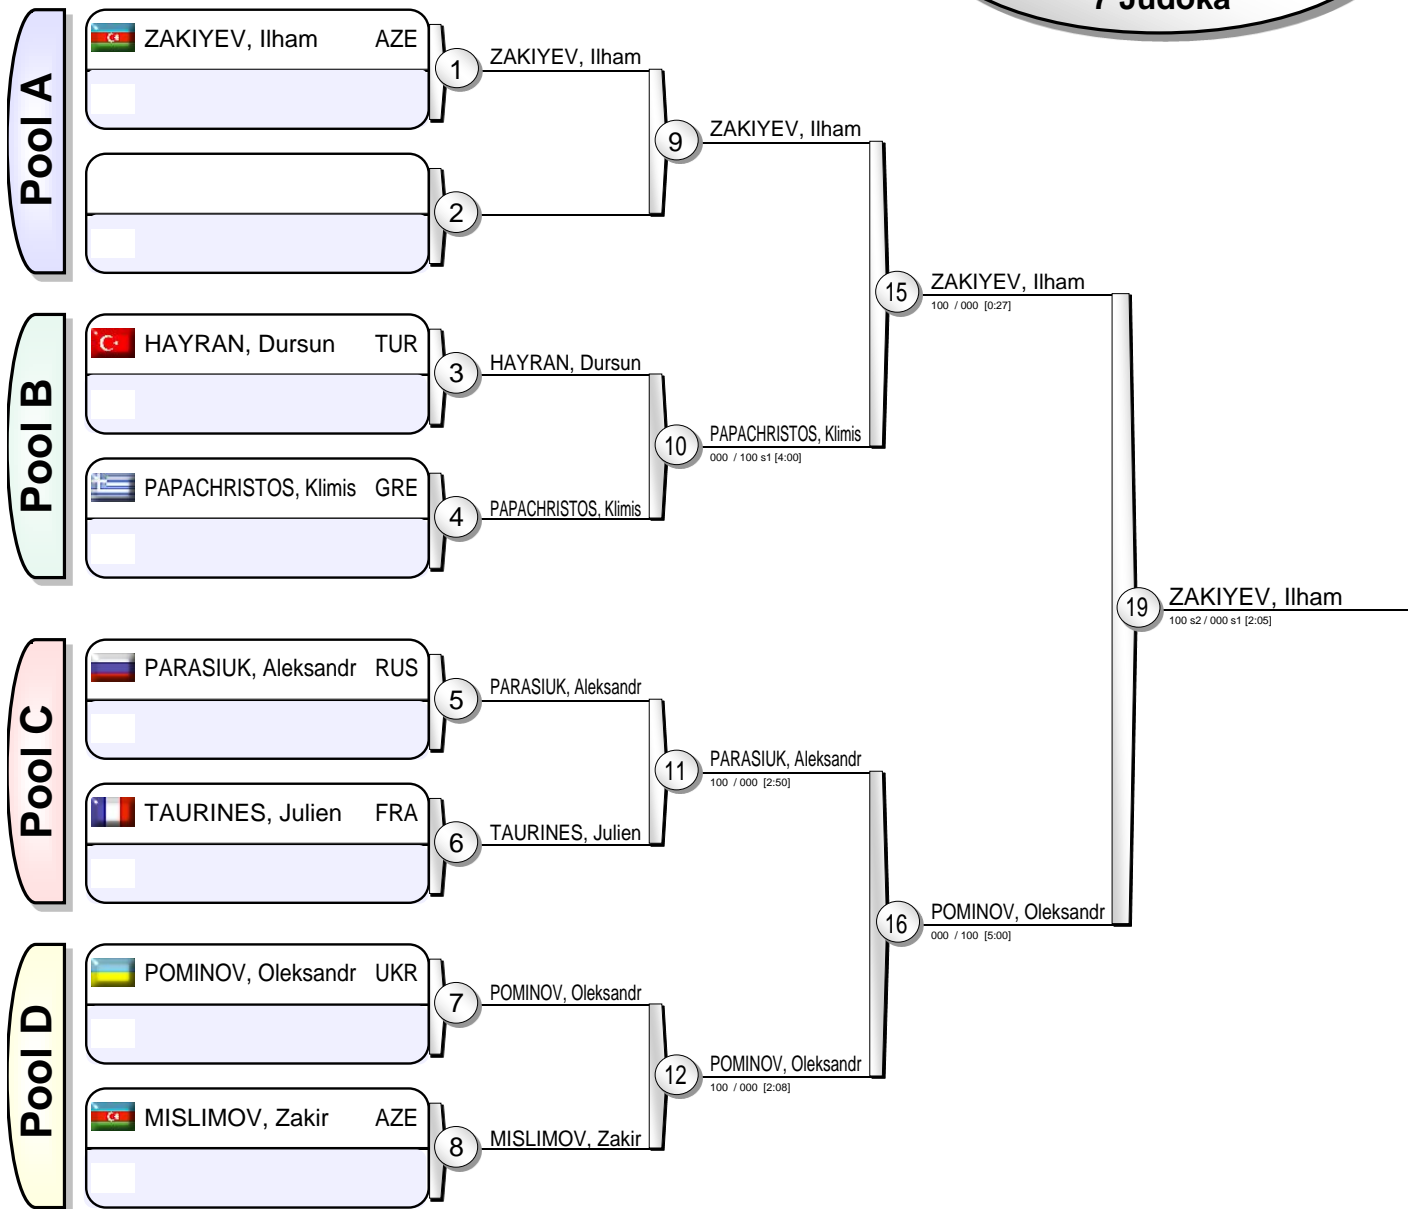 7 Judoka
Pool A
ZAKIYEV, Ilham AZE
1
ZAKIYEV, Ilham
2
9
ZAKIYEV, Ilham
Pool B
HAYRAN, Dursun TUR
3
HAYRAN, Dursun
PAPACHRISTOS, Klimis GRE
4
PAPACHRISTOS, Klimis
10
PAPACHRISTOS, Klimis
000 / 100 s1 [4:00]
15
ZAKIYEV, Ilham
100 / 000 [0:27]
Pool C
PARASIUK, Aleksandr RUS
5
PARASIUK, Aleksandr
TAURINES, Julien FRA
6
TAURINES, Julien
11
PARASIUK, Aleksandr
100 / 000 [2:50]
Pool D
POMINOV, Oleksandr UKR
7
POMINOV, Oleksandr
MISLIMOV, Zakir AZE
8
MISLIMOV, Zakir
12
POMINOV, Oleksandr
100 / 000 [2:08]
16
POMINOV, Oleksandr
000 / 100 [5:00]
19
ZAKIYEV, Ilham
100 s2 / 000 s1 [2:05]